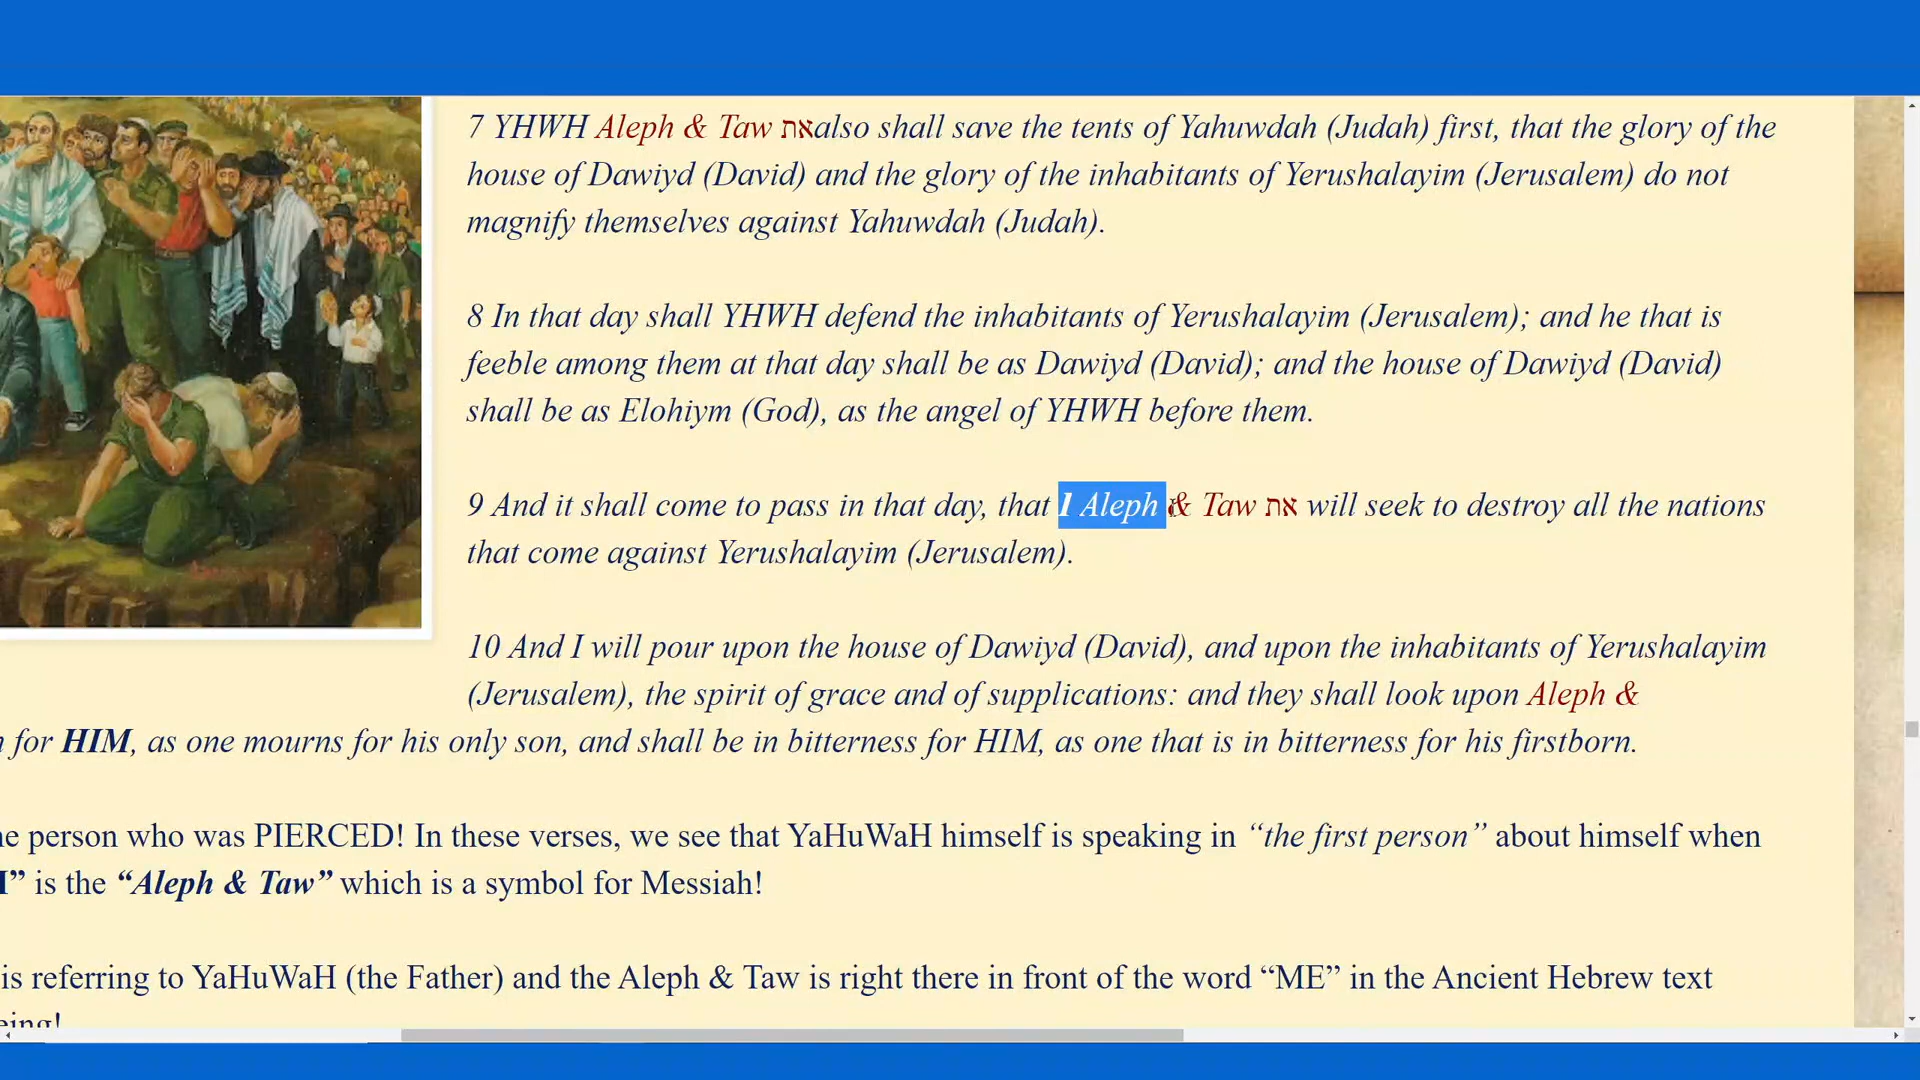 7 YHWH Aleph & Taw אתalso shall save the tents of Yahuwdah (Judah) first, that the glory of the
house of Dawiyd (David) and the glory of the inhabitants of Yerushalayim (Jerusalem) do not
magnify themselves against Yahuwdah (Judah).
8 In that day shall YHWH defend the inhabitants of Yerushalayim (Jerusalem); and he that is
feeble among them at that day shall be as Dawiyd (David); and the house of Dawiyd (David)
shall be as Elohiym (God), as the angel of YHWH before them.
9 And it shall come to pass in that day, that I Aleph & Taw את will seek to destroy all the nations
that come against Yerushalayim (Jerusalem).
10 And I will pour upon the house of Dawiyd (David), and upon the inhabitants of Yerushalayim
(Jerusalem), the spirit of grace and of supplications: and they shall look upon Aleph &
for HIM, as one mourns for his only son, and shall be in bitterness for HIM, as one that is in bitterness for his firstborn.
person who was PIERCED! In these verses, we see that YaHuWaH himself is speaking in “the first person” about himself when
is the “Aleph & Taw” which is a symbol for Messiah!
is referring to YaHuWaH (the Father) and the Aleph & Taw is right there in front of the word “ME” in the Ancient Hebrew text